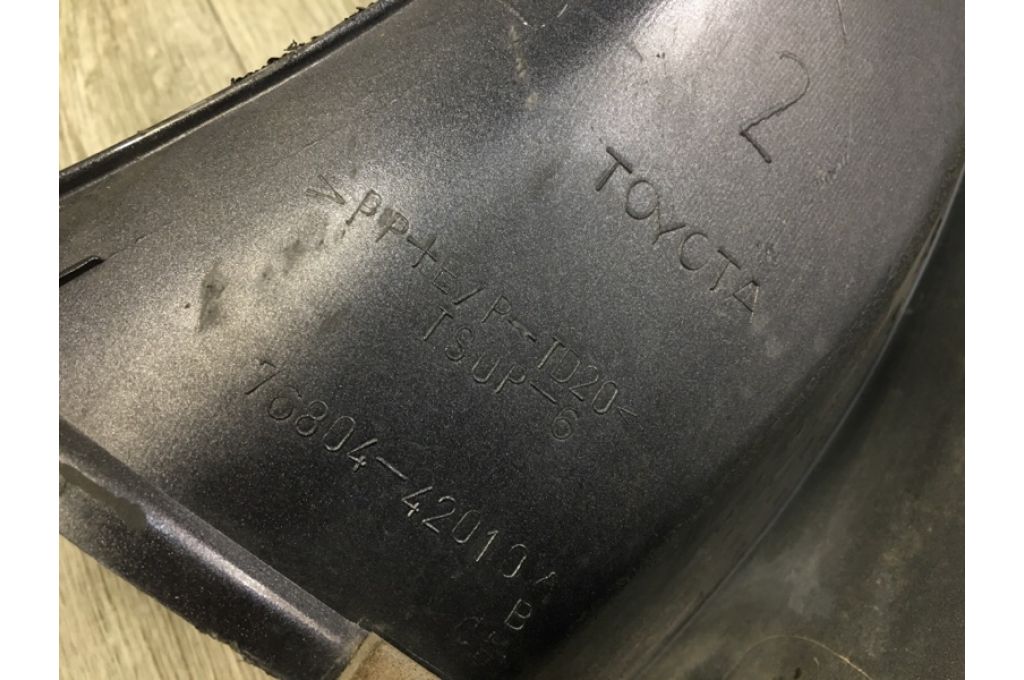 2
TOYOTA
>PP+E/P-TD20<
TSOP-6
76804-42010 A
B